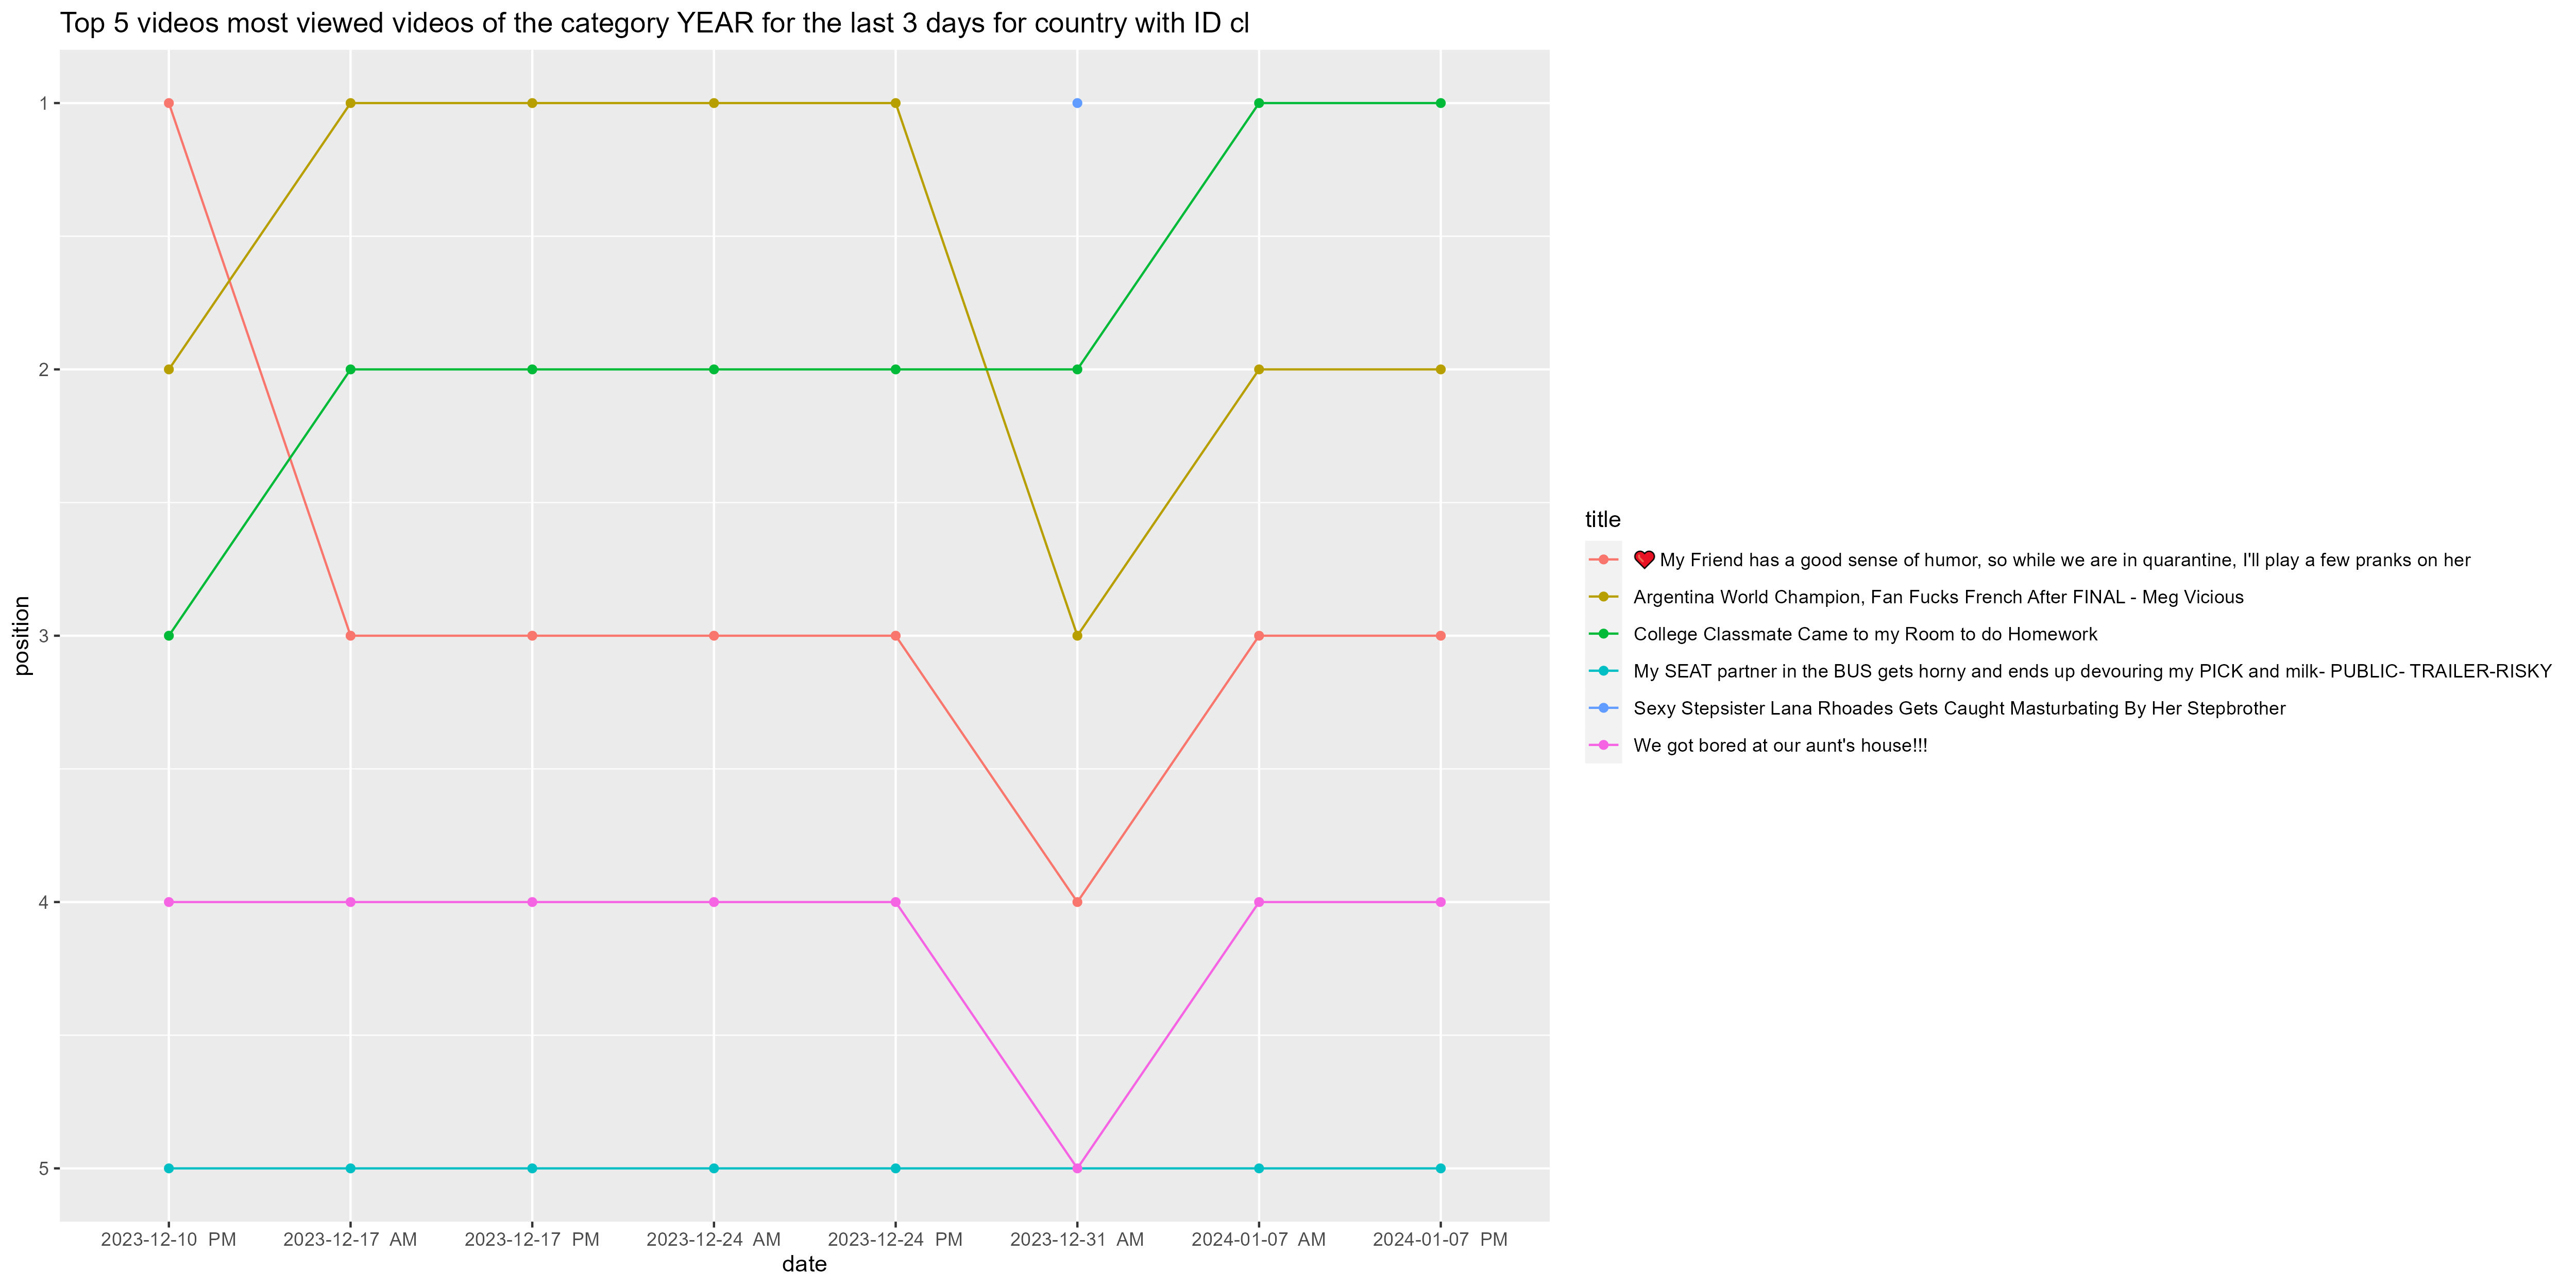 Top 5 videos most viewed videos of the category YEAR for the last 3 days for country with ID cl
position
1
2
3
4
5
2023-12-10 PM
2023-12-17 AM
2023-12-17 PM
2023-12-24 AM
2023-12-24 PM
2023-12-31 AM
2024-01-07 AM
2024-01-07 PM
date
title
❤️ My Friend has a good sense of humor, so while we are in quarantine, I'll play a few pranks on her
Argentina World Champion, Fan Fucks French After FINAL - Meg Vicious
College Classmate Came to my Room to do Homework
My SEAT partner in the BUS gets horny and ends up devouring my PICK and milk- PUBLIC- TRAILER-RISKY
Sexy Stepsister Lana Rhoades Gets Caught Masturbating By Her Stepbrother
We got bored at our aunt's house!!!